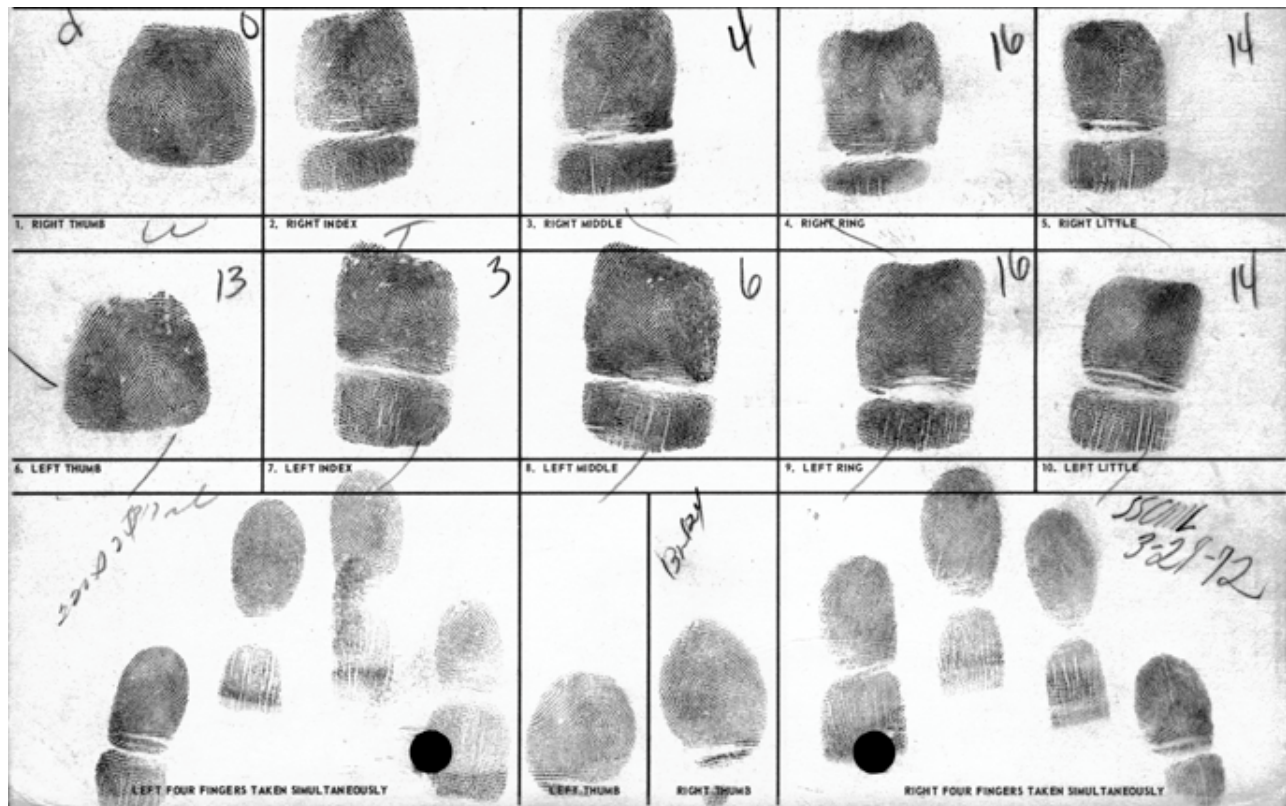 d
0
4
16
14
1. RIGHT THUMB
2. RIGHT INDEX
3. RIGHT MIDDLE
4. RIGHT RING
5. RIGHT LITTLE
W
T
13
3
6
16
14
6. LEFT THUMB
7. LEFT INDEX
8. LEFT MIDDLE
9. LEFT RING
10. LEFT LITTLE
3-29-72
LEFT FOUR FINGERS TAKEN SIMULTANEOUSLY
LEFT THUMB
RIGHT THUMB
RIGHT FOUR FINGERS TAKEN SIMULTANEOUSLY